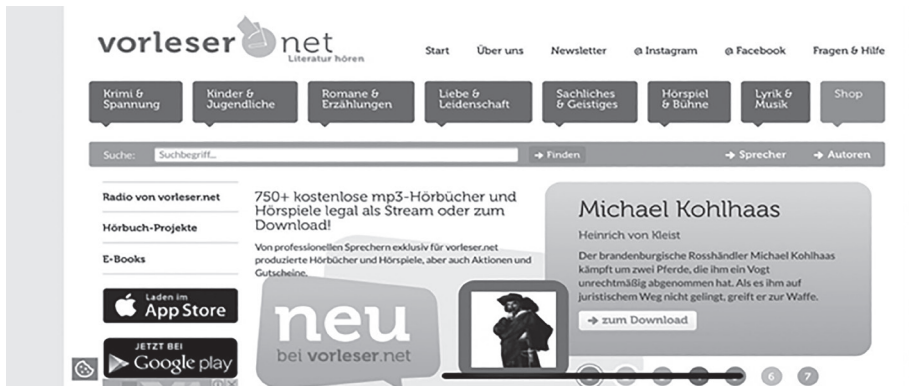 vorleser net
Literatur hören
Start Über uns Newsletter @ Instagram @ Facebook Fragen & Hilfe
Krimi &
Spannung
Kinder &
Jugendliche
Romane &
Erzählungen
Liebe &
Leidenschaft
Sachliches
& Geistiges
Hörspiel
& Bühne
Lyrik &
Musik
Shop
Suche: Suchbegriff... → Finden → Sprecher → Autoren
Radio von vorleser.net
Hörbuch-Projekte
E-Books
Laden im
App Store
JETZT BEI
Google play
750+ kostenlose mp3-Hörbücher und
Hörspiele legal als Stream oder zum
Download!
Von professionellen Sprechern exklusiv für vorleser.net
produzierte Hörbücher und Hörspiele, aber auch Aktionen und
Gutscheine.
neu
bei vorleser.net
Michael Kohlhaas
Heinrich von Kleist
Der brandenburgische Rosshändler Michael Kohlhaas
kämpft um zwei Pferde, die ihm ein Vogt
unrechtmäßig abgenommen hat. Als es ihm auf
juristischem Weg nicht gelingt, greift er zur Waffe.
→ zum Download
6 7